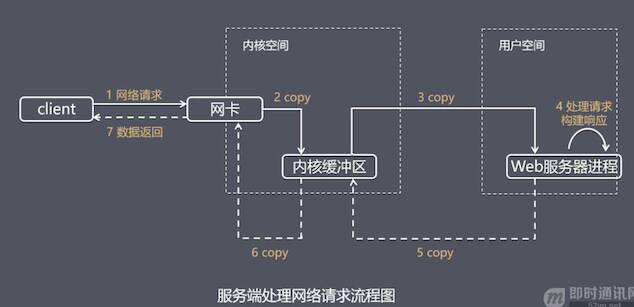 内核空间
用户空间
1 网络请求
client
网卡
2 copy
3 copy
4 处理请求
构建响应
7 数据返回
内核缓冲区
Web服务器进程
6 copy
5 copy
服务端处理网络请求流程图
即时通讯网